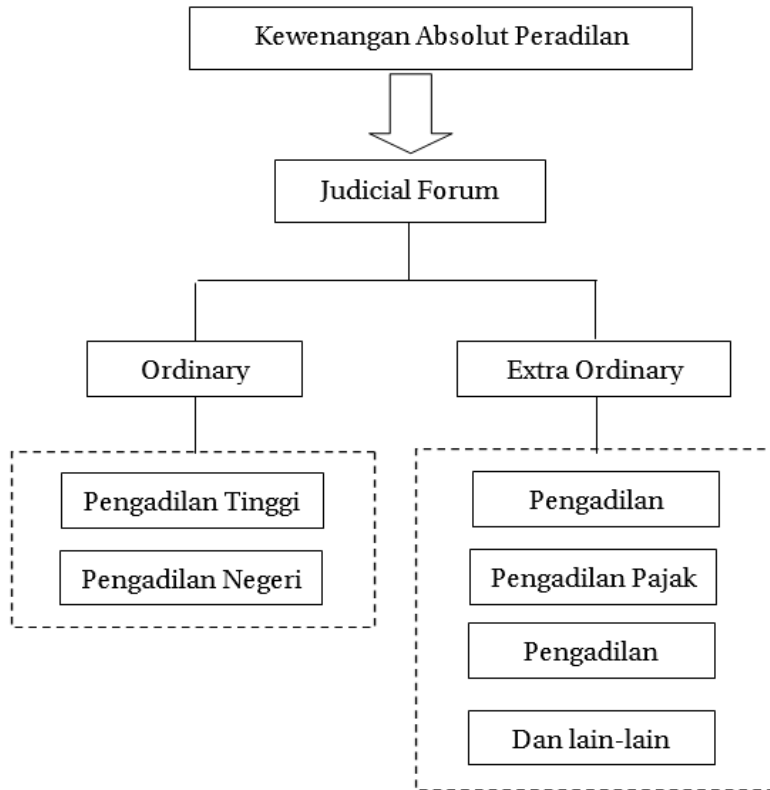 Kewenangan Absolut Peradilan
Judicial Forum
Ordinary
Extra Ordinary
Pengadilan Tinggi
Pengadilan Negeri
Pengadilan
Pengadilan Pajak
Pengadilan
Dan lain-lain